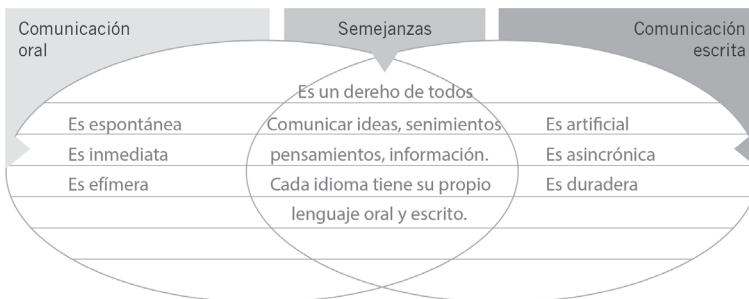 Comunicación
oral
Semejanzas
Comunicación
escrita
Es un dereho de todos
Es espontánea
Comunicar ideas, senimientos
Es artificial
Es inmediata
pensamientos, información.
Es asincrónica
Es efímera
Cada idioma tiene su propio
Es duradera
lenguaje oral y escrito.